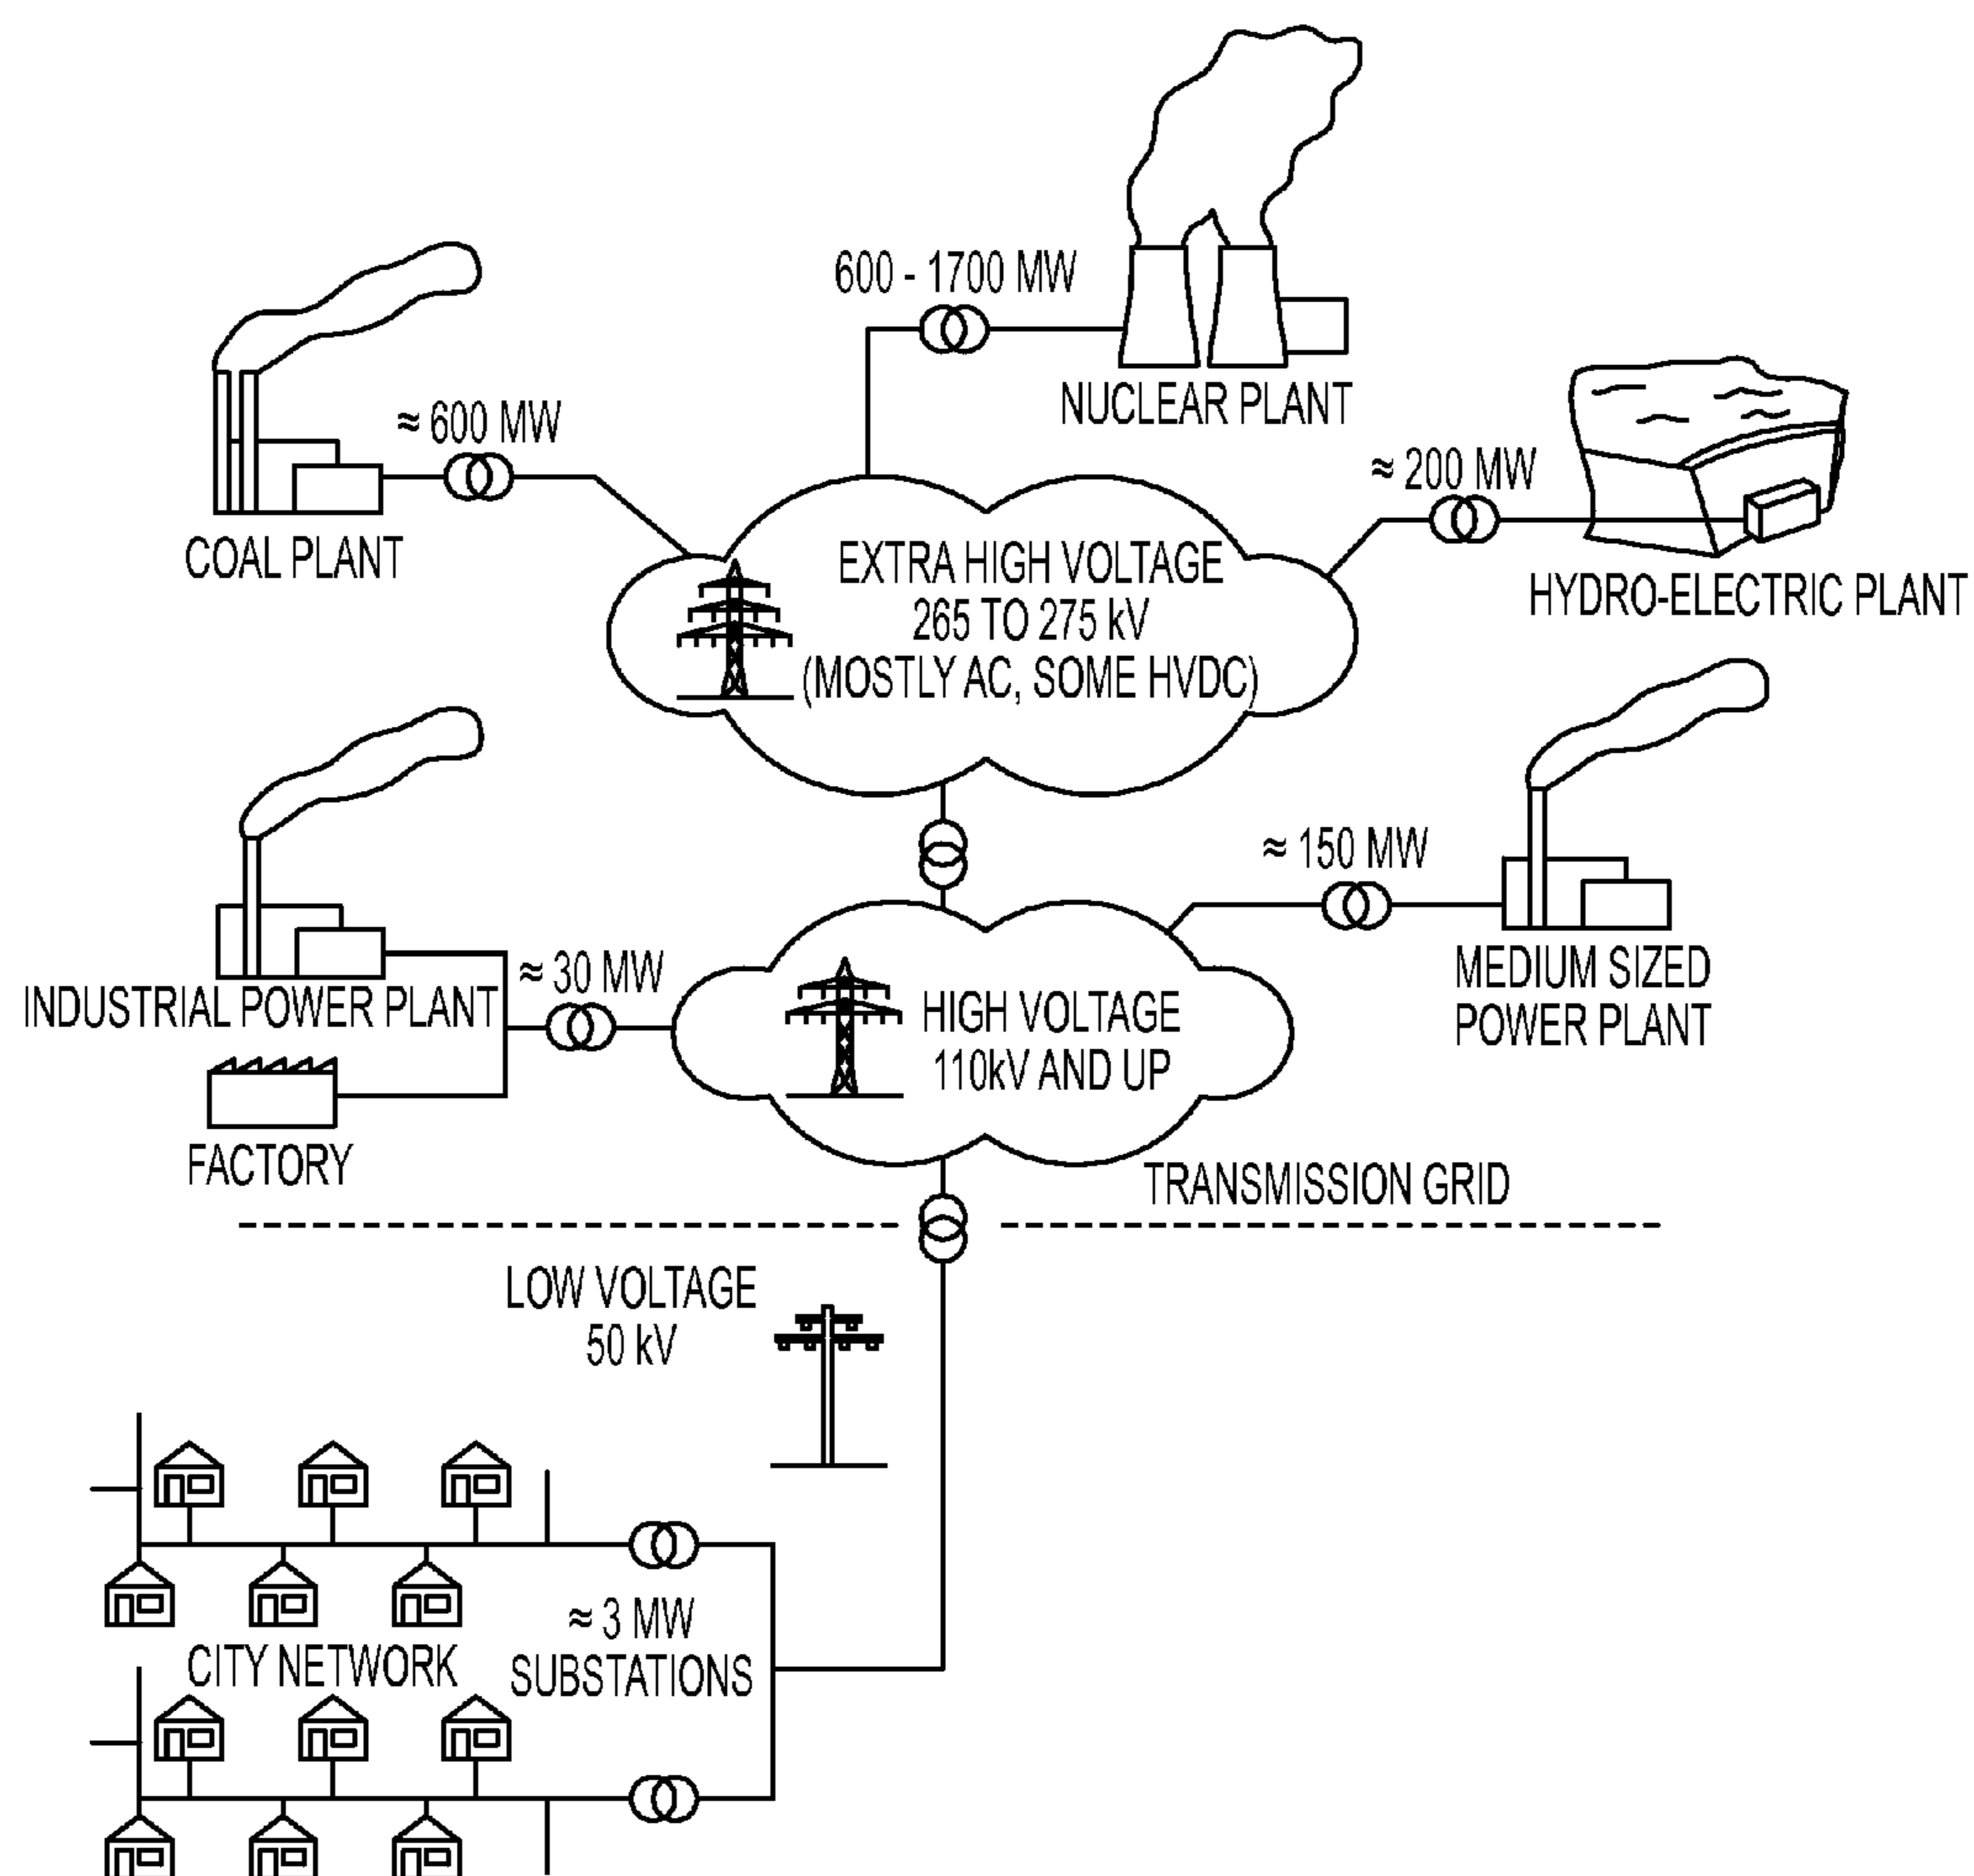 600 - 1700 MW
NUCLEAR PLANT
≈ 600 MW
COAL PLANT
≈ 200 MW
HYDRO-ELECTRIC PLANT
EXTRA HIGH VOLTAGE
265 TO 275 kV
(MOSTLY AC, SOME HVDC)
≈ 150 MW
MEDIUM SIZED
POWER PLANT
≈ 30 MW
INDUSTRIAL POWER PLANT
HIGH VOLTAGE
110kV AND UP
FACTORY
TRANSMISSION GRID
LOW VOLTAGE
50 kV
≈ 3 MW
SUBSTATIONS
CITY NETWORK